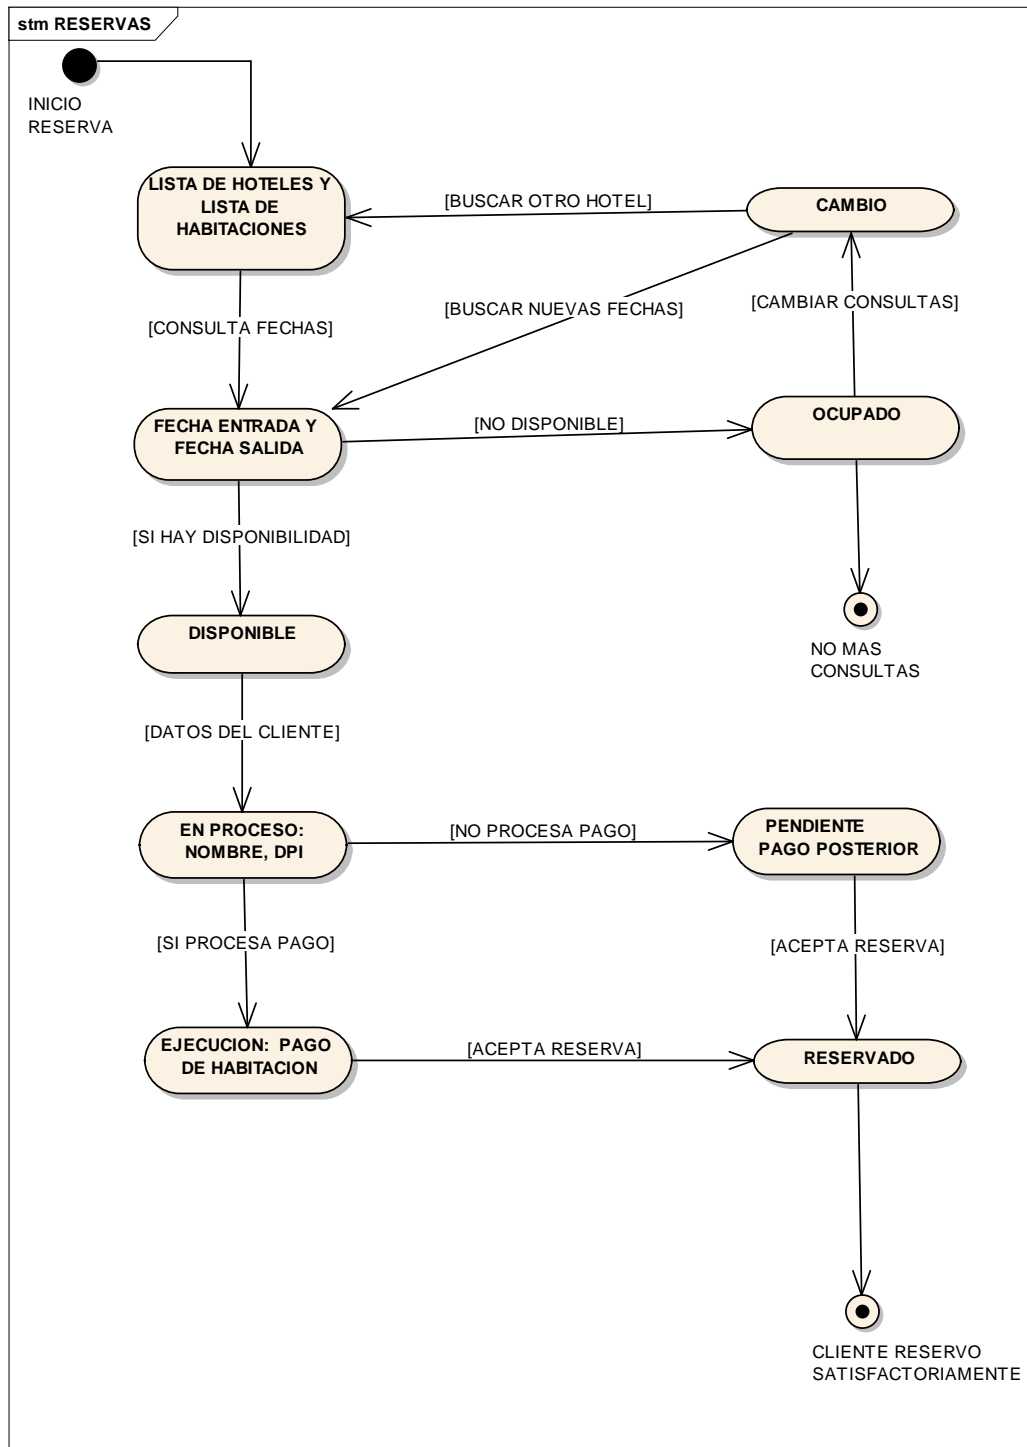 stm RESERVAS
INICIO
RESERVA
LISTA DE HOTELES Y
LISTA DE
HABITACIONES
[BUSCAR OTRO HOTEL]
CAMBIO
[CONSULTA FECHAS]
[BUSCAR NUEVAS FECHAS]
[CAMBIAR CONSULTAS]
FECHA ENTRADA Y
FECHA SALIDA
[NO DISPONIBLE]
OCUPADO
[SI HAY DISPONIBILIDAD]
DISPONIBLE
NO MAS
CONSULTAS
[DATOS DEL CLIENTE]
EN PROCESO:
NOMBRE, DPI
[NO PROCESA PAGO]
PENDIENTE
PAGO POSTERIOR
[SI PROCESA PAGO]
[ACEPTA RESERVA]
EJECUCION: PAGO
DE HABITACION
[ACEPTA RESERVA]
RESERVADO
CLIENTE RESERVO
SATISFACTORIAMENTE